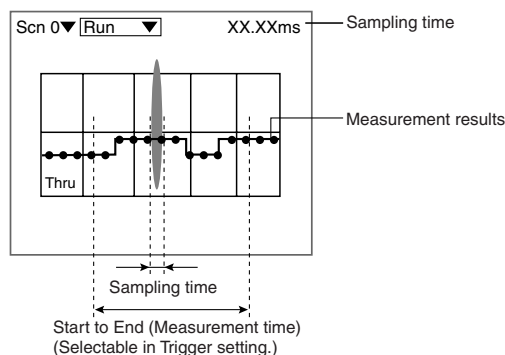 Scn 0▼ Run ▼ XX.XXms
Sampling time
Measurement results
Thru
Sampling time
Start to End (Measurement time)
(Selectable in Trigger setting.)